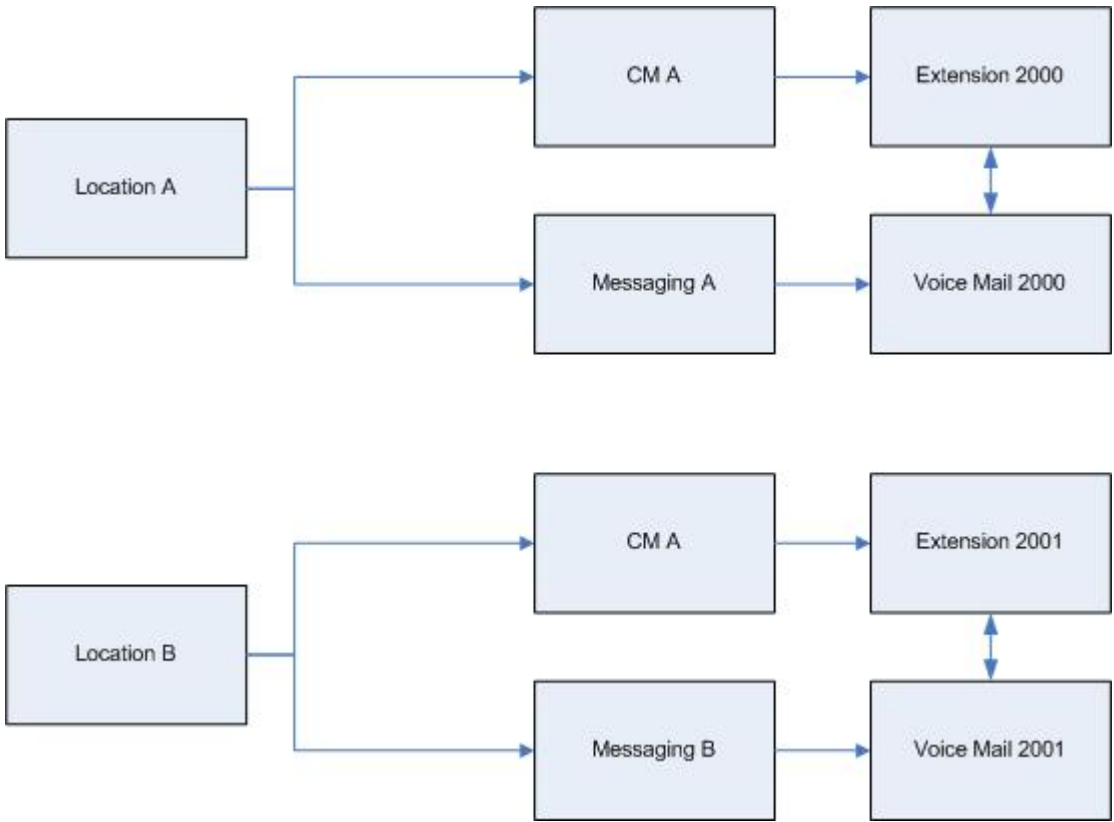 CM A
Extension 2000
Location A
Messaging A
Voice Mail 2000
CM A
Extension 2001
Location B
Messaging B
Voice Mail 2001